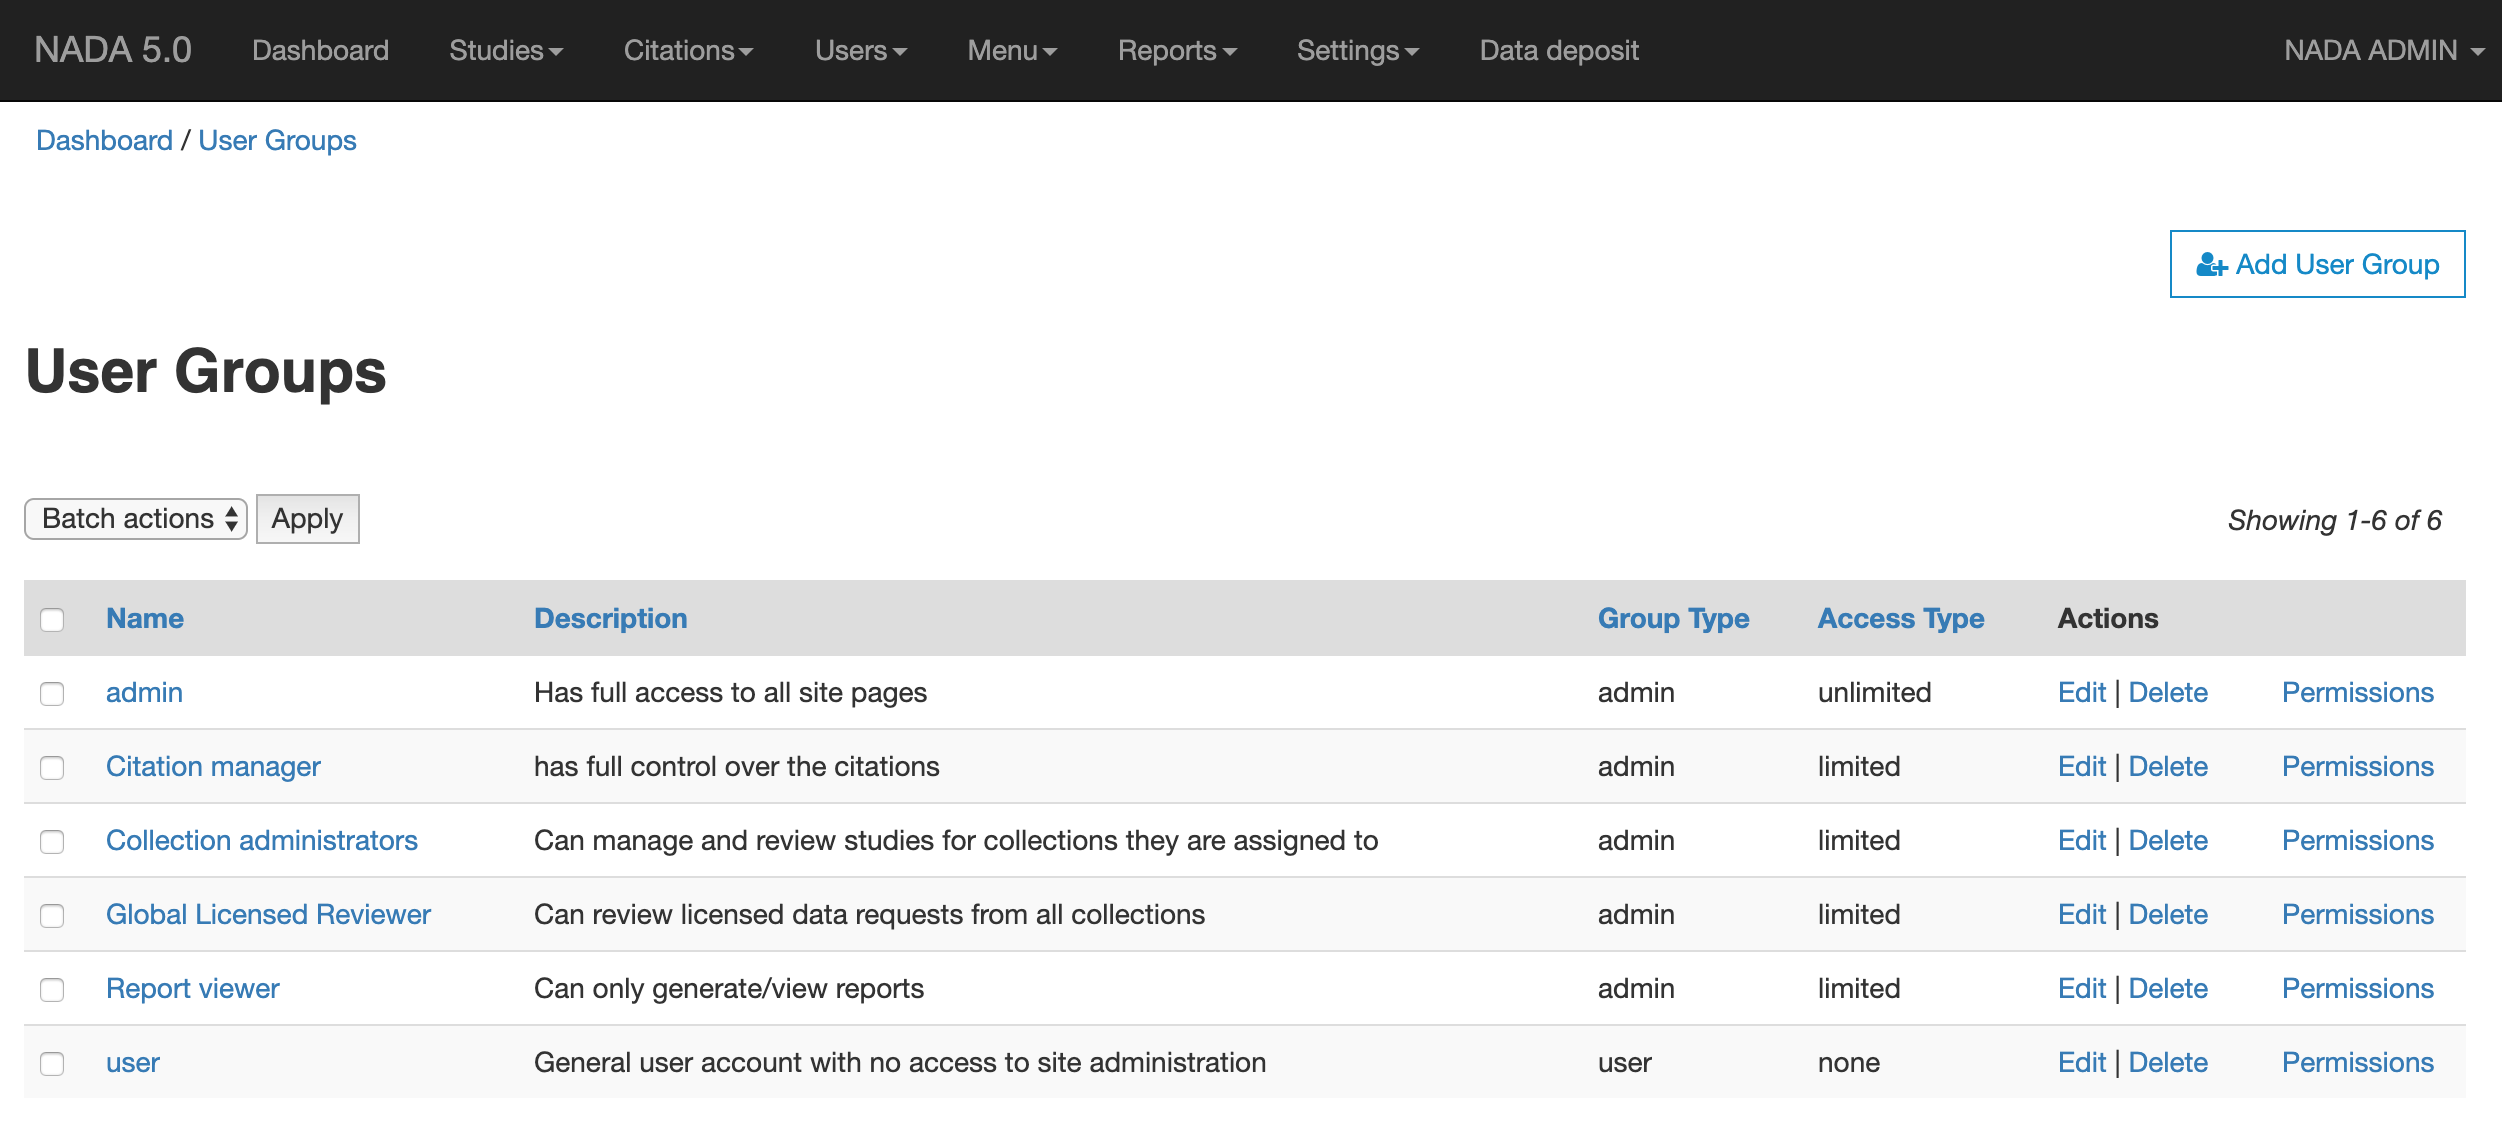 NADA 5.0 Dashboard Studies Citations Users Menu Reports Settings Data deposit NADA ADMIN
Dashboard / User Groups
Add User Group
User Groups
Batch actions Apply Showing 1-6 of 6
Name Description Group Type Access Type Actions
admin Has full access to all site pages admin unlimited Edit | Delete Permissions
Citation manager has full control over the citations admin limited Edit | Delete Permissions
Collection administrators Can manage and review studies for collections they are assigned to admin limited Edit | Delete Permissions
Global Licensed Reviewer Can review licensed data requests from all collections admin limited Edit | Delete Permissions
Report viewer Can only generate/view reports admin limited Edit | Delete Permissions
user General user account with no access to site administration user none Edit | Delete Permissions